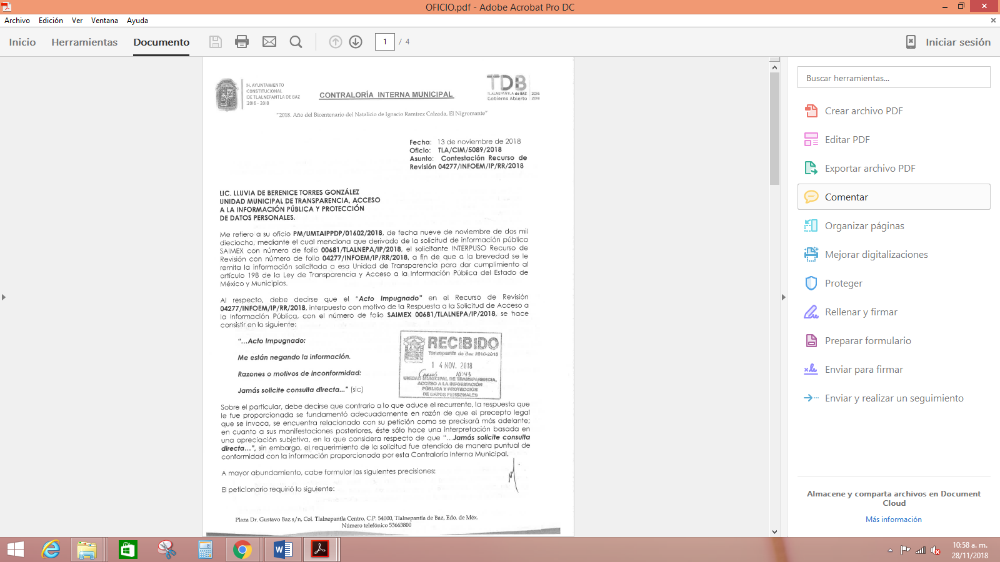 OFICIO.pdf - Adobe Acrobat Pro DC
Archivo Edición Ver Ventana Ayuda
Inicio Herramientas Documento 1 / 4 Iniciar sesión
H. AYUNTAMIENTO
CONSTITUCIONAL
DE TLALNEPANTLA DE BAZ
2016 - 2018
CONTRALORÍA INTERNA MUNICIPAL
TDB
TLALNEPANTLA de BAZ 2016
Gobierno Abierto 2018
"2018. Año del Bicentenario del Natalicio de Ignacio Ramírez Calzada, El Nigromante"
Fecha: 13 de noviembre de 2018
Oficio: TLA/CIM/5089/2018
Asunto: Contestación Recurso de
Revisión 04277/INFOEM/IP/RR/2018
LIC. LLUVIA DE BERENICE TORRES GONZÁLEZ
UNIDAD MUNICIPAL DE TRANSPARENCIA, ACCESO
A LA INFORMACIÓN PÚBLICA Y PROTECCIÓN
DE DATOS PERSONALES.
Me refiero a su oficio PM/UMTAIPPDP/01602/2018, de fecha nueve de noviembre de dos mil
dieciocho, mediante el cual menciona que derivado de la solicitud de información pública
SAIMEX con número de folio 00681/TLALNEPA/IP/2018, el solicitante INTERPUSO Recurso de
Revisión con número de folio 04277/INFOEM/IP/RR/2018, a fin de que a la brevedad se le
remita la información solicitada a esa Unidad de Transparencia para dar cumplimiento al
artículo 198 de la Ley de Transparencia y Acceso a la Información Pública del Estado de
México y Municipios.
Al respecto, debe decirse que el "Acto Impugnado" en el Recurso de Revisión
04277/INFOEM/IP/RR/2018, interpuesto con motivo de la Respuesta a la Solicitud de Acceso a
la Información Pública, con el número de folio SAIMEX 00681/TLALNEPA/IP/2018, se hace
consistir en lo siguiente:
"...Acto Impugnado:
Me están negando la información.
Razones o motivos de inconformidad:
Jamás solicite consulta directa..." (sic)
RECIBIDO
Tlalnepantla de Baz 2016-2018
1 4 NOV. 2018
Carlos 10:43
UNIDAD MUNICIPAL DE TRANSPARENCIA,
ACCESO A LA INFORMACIÓN
PÚBLICA Y PROTECCIÓN
DE DATOS PERSONALES
Sobre el particular, debe decirse que contrario a lo que aduce el recurrente, la respuesta que
le fue proporcionada se fundamentó adecuadamente en razón de que el precepto legal
que se invoca, se encuentra relacionado con su petición como se precisará más adelante;
en cuanto a sus manifestaciones posteriores, éste sólo hace una interpretación basada en
una apreciación subjetiva, en la que considera respecto de que "...Jamás solicite consulta
directa...", sin embargo, el requerimiento de la solicitud fue atendido de manera puntual de
conformidad con la información proporcionada por esta Contraloría Interna Municipal.
A mayor abundamiento, cabe formular las siguientes precisiones:
El peticionario requirió lo siguiente:
Plaza Dr. Gustavo Baz s/n, Col. Tlalnepantla Centro, C.P. 54000, Tlalnepantla de Baz, Edo. de Méx.
Número telefónico 53663800
Buscar herramientas...
Crear archivo PDF
Editar PDF
Exportar archivo PDF
Comentar
Organizar páginas
Mejorar digitalizaciones
Proteger
Rellenar y firmar
Preparar formulario
Enviar para firmar
Enviar y realizar un seguimiento
Almacene y comparta archivos en Document
Cloud
Más información
10:58 a. m.
28/11/2018